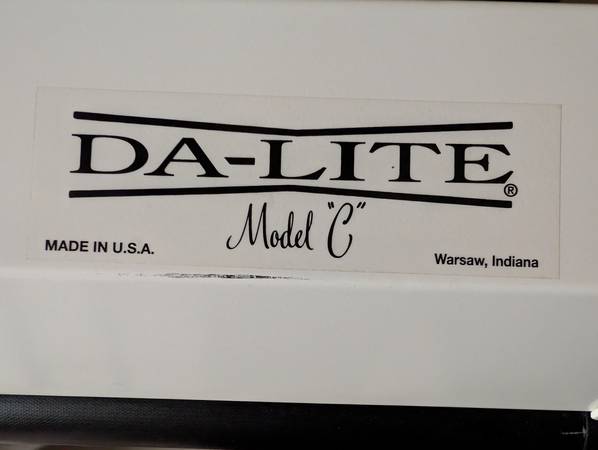 DA-LITE®
Model "C"
MADE IN U.S.A.
Warsaw, Indiana